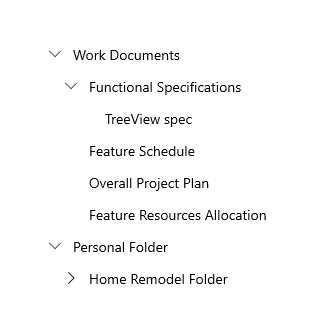 Work Documents
Functional Specifications
TreeView spec
Feature Schedule
Overall Project Plan
Feature Resources Allocation
Personal Folder
Home Remodel Folder